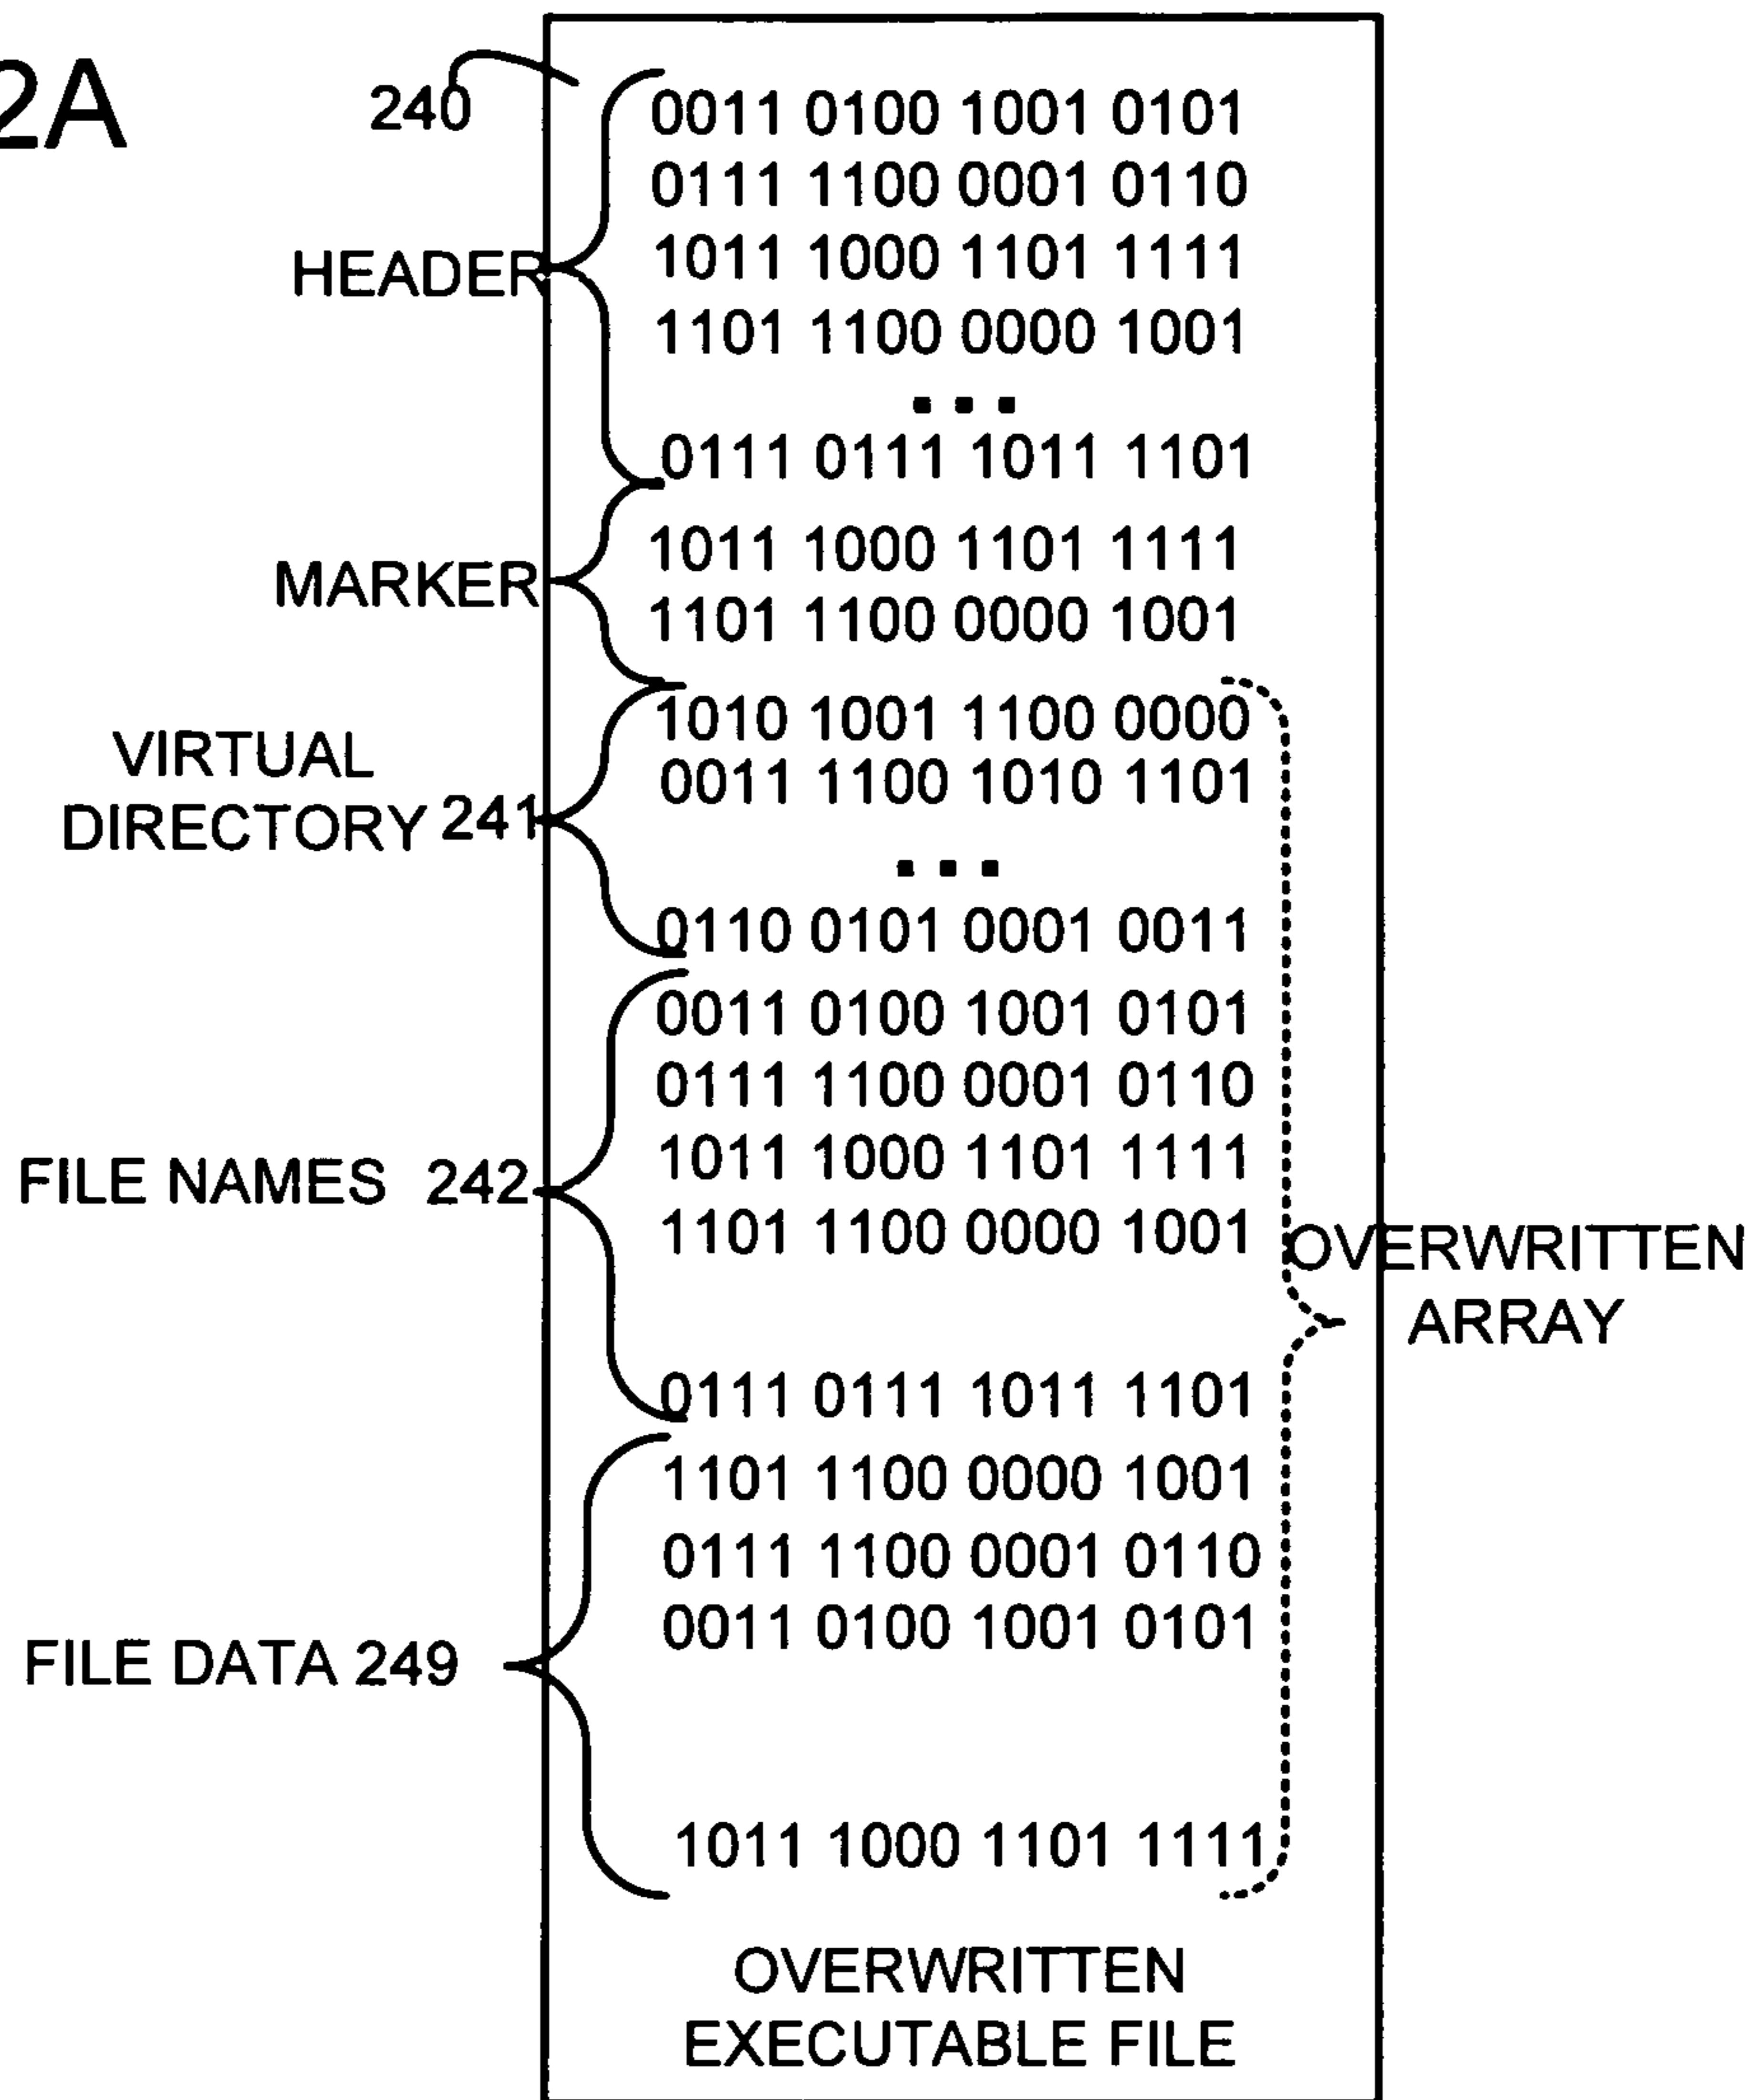 2A
240
0011 0100 1001 0101
0111 1100 0001 0110
HEADER
1011 1000 1101 1111
1101 1100 0000 1001
...
0111 0111 1011 1101
MARKER
1011 1000 1101 1111
1101 1100 0000 1001
1010 1001 1100 0000
VIRTUAL
DIRECTORY 241
0011 1100 1010 1101
...
0110 0101 0001 0011
0011 0100 1001 0101
0111 1100 0001 0110
FILE NAMES 242
1011 1000 1101 1111
1101 1100 0000 1001
OVERWRITTEN
ARRAY
0111 0111 1011 1101
1101 1100 0000 1001
0111 1100 0001 0110
0011 0100 1001 0101
FILE DATA 249
1011 1000 1101 1111
OVERWRITTEN
EXECUTABLE FILE